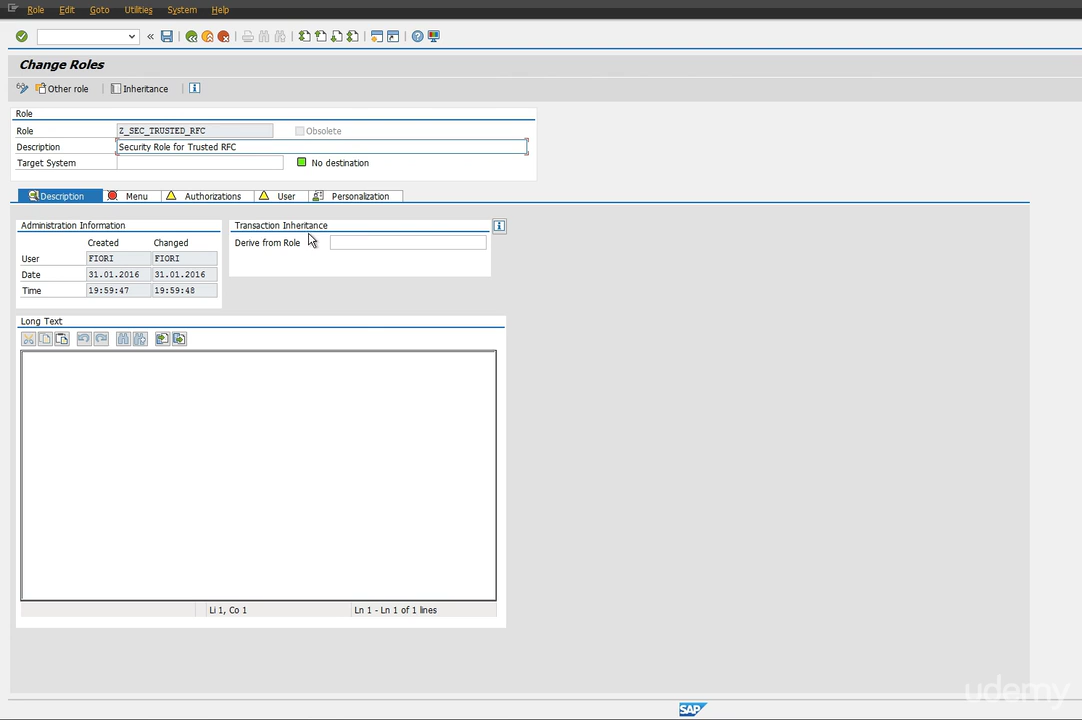 Role Edit Goto Utilities System Help
«
Change Roles
Other role Inheritance
Role
Role Z_SEC_TRUSTED_RFC Obsolete
Description Security Role for Trusted RFC
Target System No destination
Description Menu Authorizations User Personalization
Administration Information
Created Changed
User FIORI FIORI
Date 31.01.2016 31.01.2016
Time 19:59:47 19:59:48
Transaction Inheritance
Derive from Role
Long Text
Li 1, Co 1 Ln 1 - Ln 1 of 1 lines
SAP
udemy